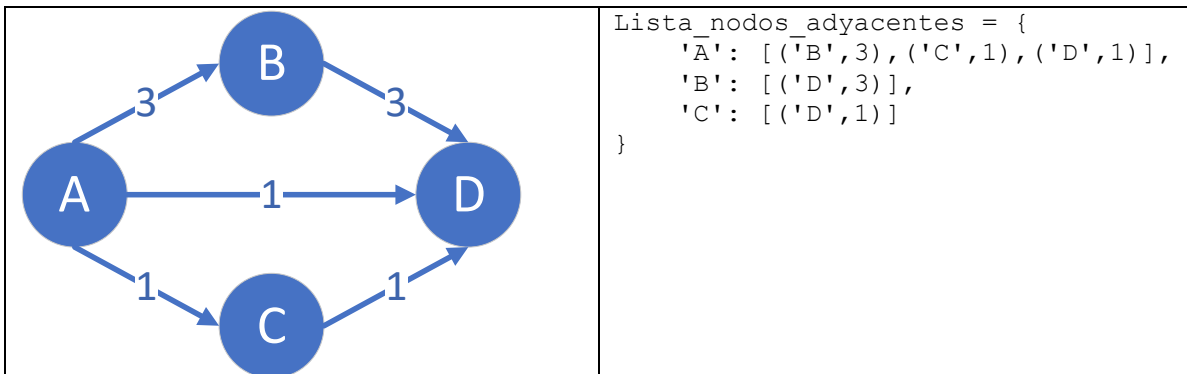 B
3
3
A
1
D
1
1
C
Lista_nodos_adyacentes = {
    'A': [('B',3),('C',1),('D',1)],
    'B': [('D',3)],
    'C': [('D',1)]
}